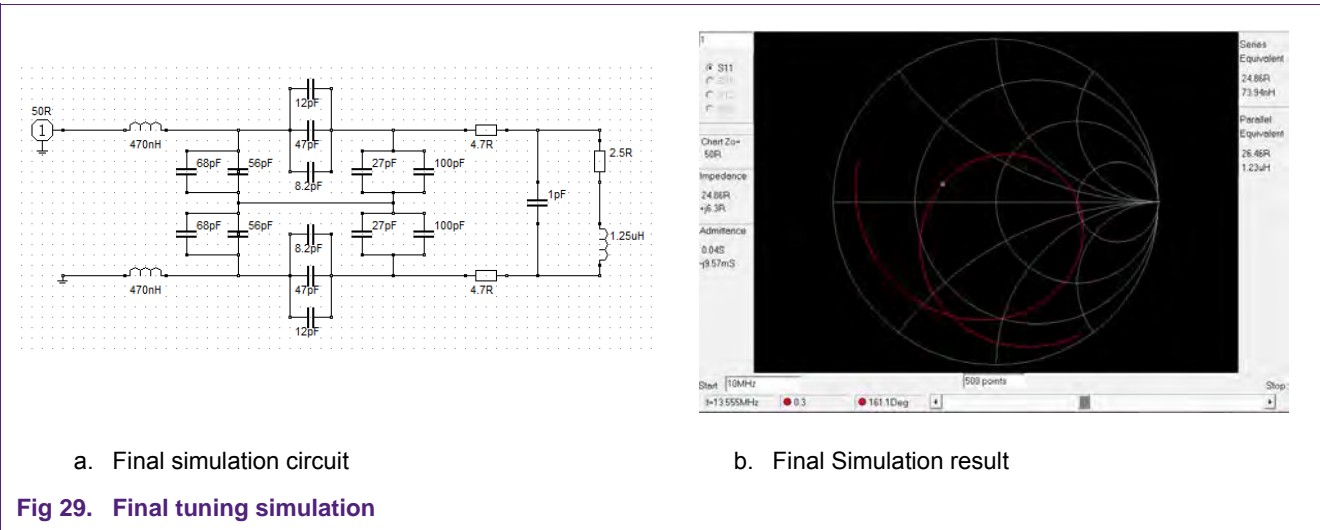 50R
1
470nH
68pF
56pF
12pF
47pF
8.2pF
27pF
100pF
4.7R
1pF
2.5R
1.25uH
68pF
56pF
8.2pF
47pF
12pF
27pF
100pF
4.7R
470nH
1
S11
Chart Zo=
50R
Impedance
24.86R
+j6.3R
Admittence
0.04S
-j9.57mS
Series
Equivalent
24.86R
73.94nH
Parallel
Equivalent
26.46R
1.23uH
Start 10MHz
500 points
Stop
f=13.555MHz 0.3 161.1Deg
a. Final simulation circuit
b. Final Simulation result
Fig 29. Final tuning simulation